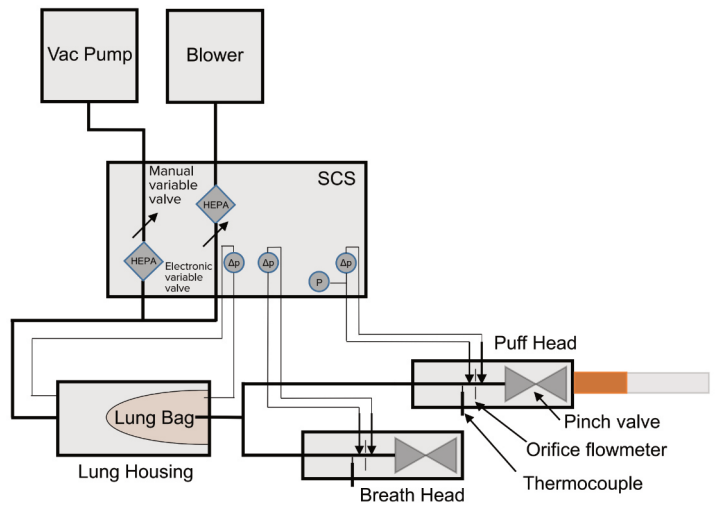 Vac Pump
Blower
SCS
Manual
variable
valve
HEPA
HEPA
Electronic
variable
valve
Δp
Δp
Δp
P
Puff Head
Lung Bag
Pinch valve
Orifice flowmeter
Lung Housing
Thermocouple
Breath Head